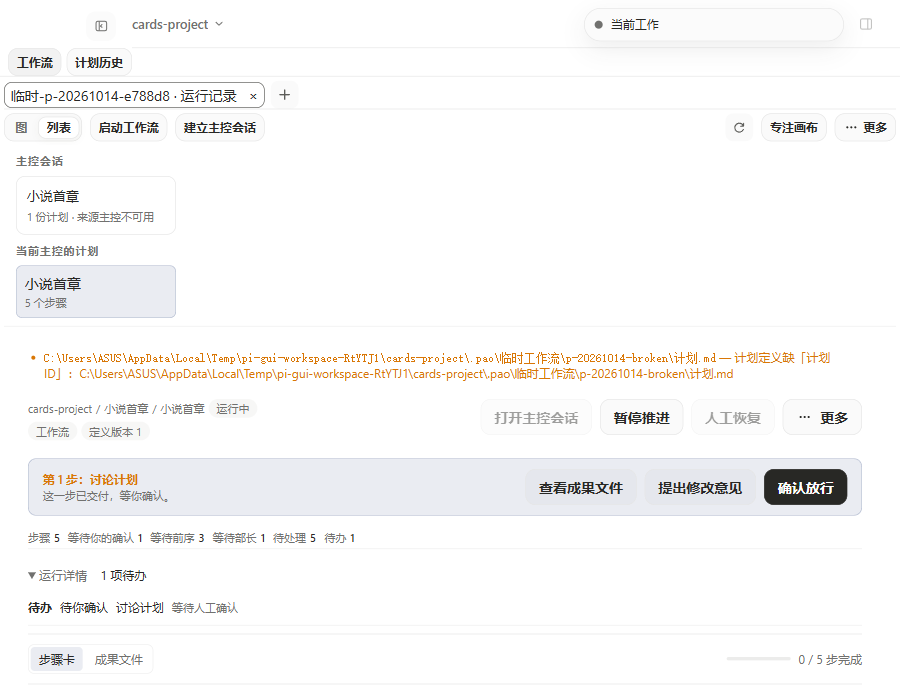 cards-project
当前工作
工作流 计划历史
临时-p-20261014-e788d8 · 运行记录 × +
图 列表 启动工作流 建立主控会话 专注画布 ··· 更多
主控会话
小说首章
1 份计划 · 来源主控不可用
当前主控的计划
小说首章
5 个步骤
• C:\Users\ASUS\AppData\Local\Temp\pi-gui-workspace-RtYTJ1\cards-project\.pao\临时工作流\p-20261014-broken\计划.md — 计划定义缺「计划
ID」：C:\Users\ASUS\AppData\Local\Temp\pi-gui-workspace-RtYTJ1\cards-project\.pao\临时工作流\p-20261014-broken\计划.md
cards-project / 小说首章 / 小说首章 运行中
打开主控会话 暂停推进 人工恢复 ··· 更多
工作流 定义版本 1
第 1 步：讨论计划
这一步已交付，等你确认。
查看成果文件 提出修改意见 确认放行
步骤 5 等待你的确认 1 等待前序 3 等待部长 1 待处理 5 待办 1
▼运行详情 1 项待办
待办 待你确认 讨论计划 等待人工确认
步骤卡 成果文件 0 / 5 步完成